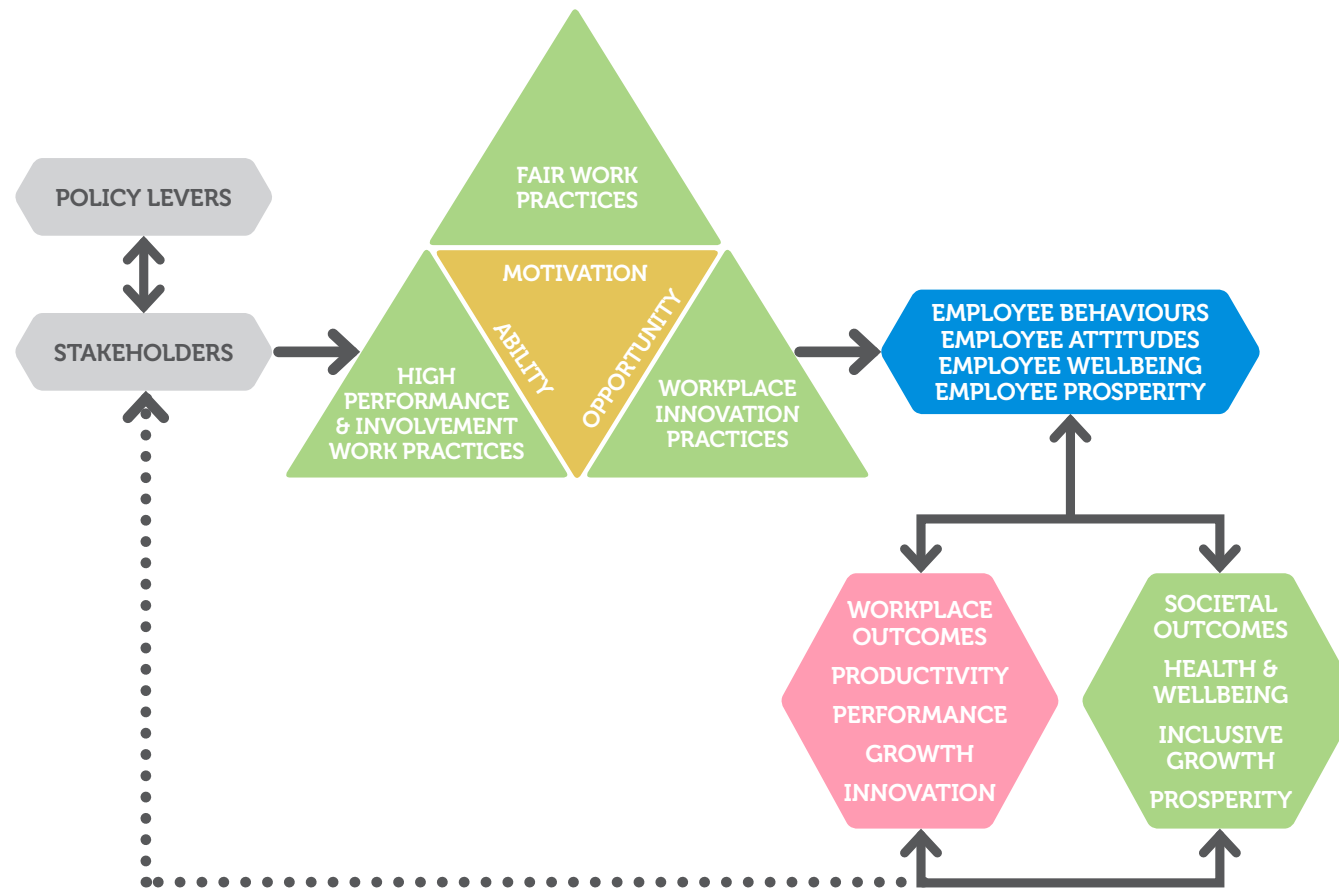 FAIR WORK
PRACTICES
POLICY LEVERS
STAKEHOLDERS
MOTIVATION
ABILITY
OPPORTUNITY
HIGH
PERFORMANCE
& INVOLVEMENT
WORK PRACTICES
WORKPLACE
INNOVATION
PRACTICES
EMPLOYEE BEHAVIOURS
EMPLOYEE ATTITUDES
EMPLOYEE WELLBEING
EMPLOYEE PROSPERITY
WORKPLACE
OUTCOMES
PRODUCTIVITY
PERFORMANCE
GROWTH
INNOVATION
SOCIETAL
OUTCOMES
HEALTH &
WELLBEING
INCLUSIVE
GROWTH
PROSPERITY